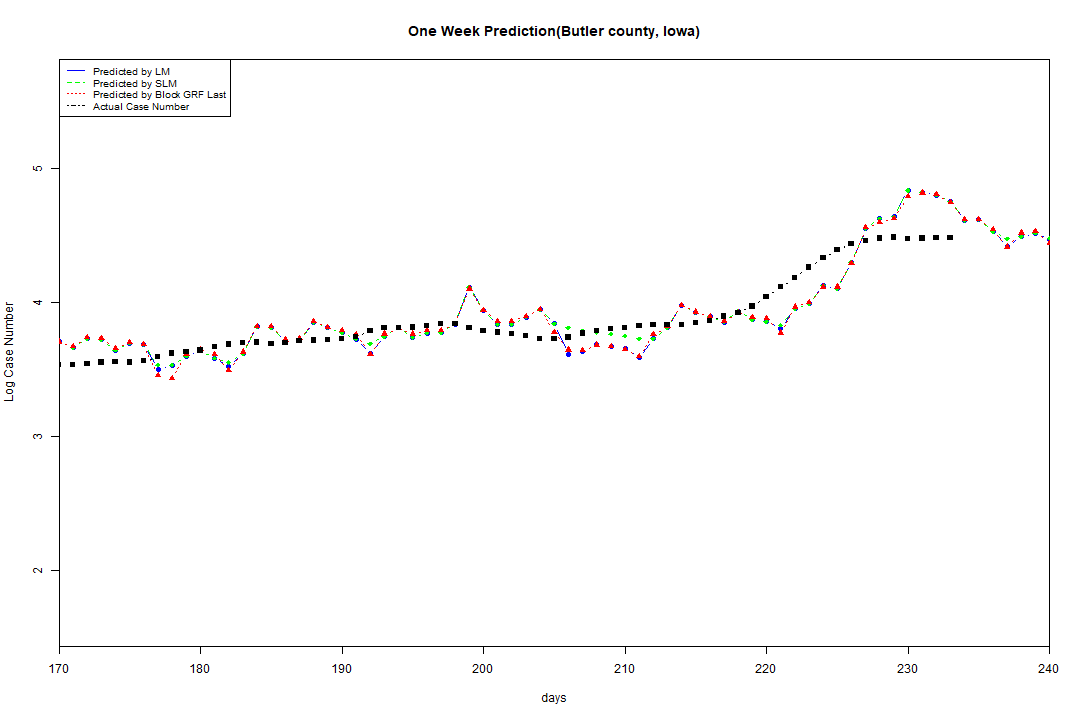 One Week Prediction(Butler county, Iowa)
Predicted by LM
Predicted by SLM
Predicted by Block GRF Last
Actual Case Number
5
4
3
2
Log Case Number
170 180 190 200 210 220 230 240
days